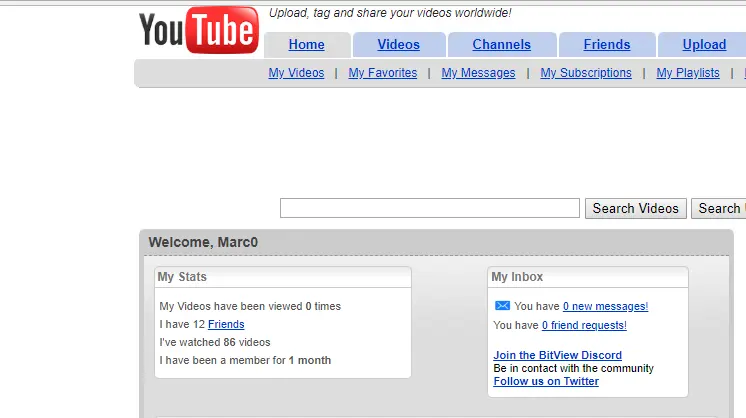 YouTube
Upload, tag and share your videos worldwide!
Home Videos Channels Friends Upload
My Videos | My Favorites | My Messages | My Subscriptions | My Playlists |
Search Videos Search
Welcome, Marc0
My Stats
My Videos have been viewed 0 times
I have 12 Friends
I've watched 86 videos
I have been a member for 1 month
My Inbox
You have 0 new messages!
You have 0 friend requests!
Join the BitView Discord
Be in contact with the community
Follow us on Twitter